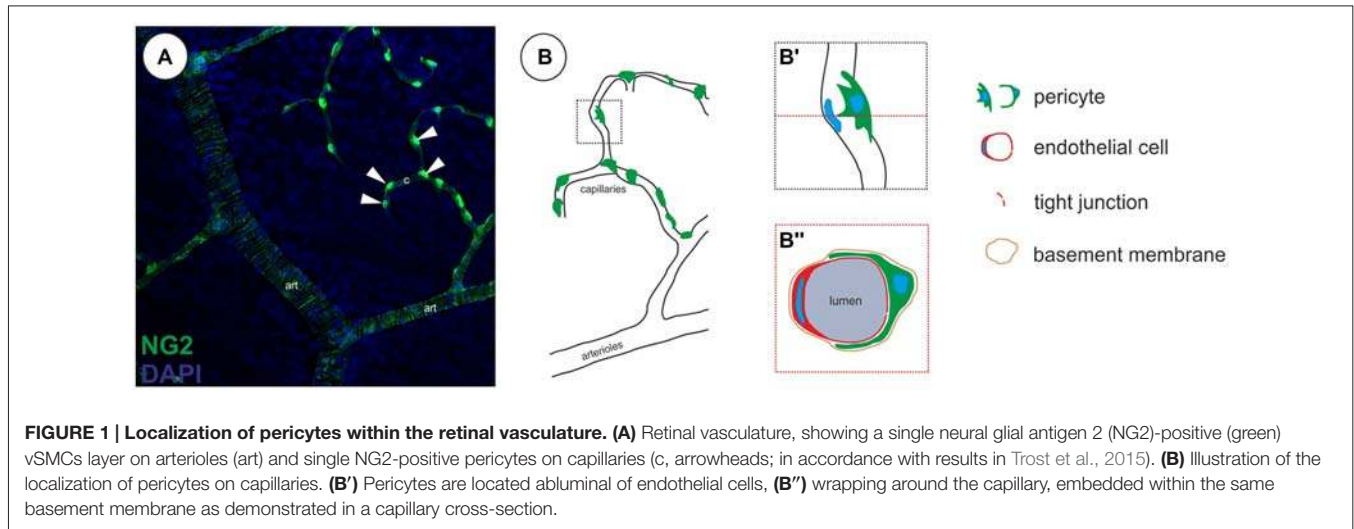 A
c
art
art
NG2
DAPI
B
capillaries
arterioles
B'
B"
lumen
pericyte
endothelial cell
tight junction
basement membrane
FIGURE 1 | Localization of pericytes within the retinal vasculature. (A) Retinal vasculature, showing a single neural glial antigen 2 (NG2)-positive (green)
vSMCs layer on arterioles (art) and single NG2-positive pericytes on capillaries (c, arrowheads; in accordance with results in Trost et al., 2015). (B) Illustration of the
localization of pericytes on capillaries. (B′) Pericytes are located abluminal of endothelial cells, (B″) wrapping around the capillary, embedded within the same
basement membrane as demonstrated in a capillary cross-section.